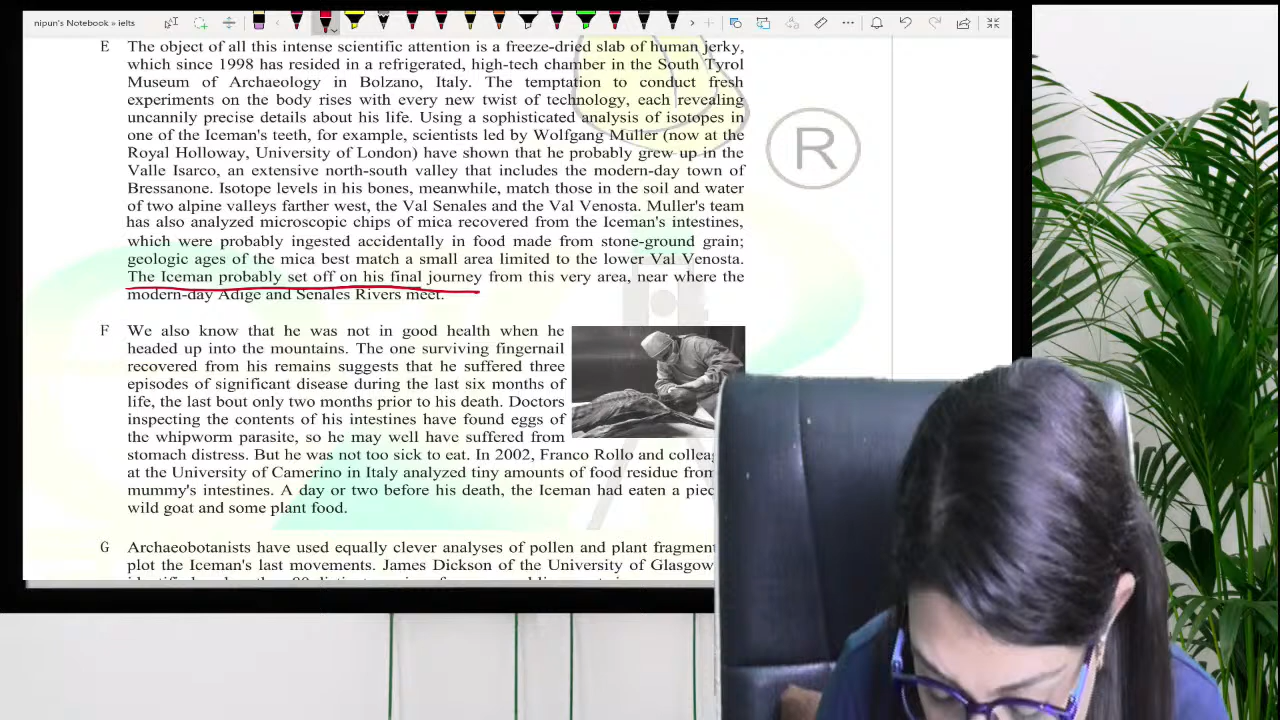 nipun's Notebook » ielts
E The object of all this intense scientific attention is a freeze-dried slab of human jerky,
which since 1998 has resided in a refrigerated, high-tech chamber in the South Tyrol
Museum of Archaeology in Bolzano, Italy. The temptation to conduct fresh
experiments on the body rises with every new twist of technology, each revealing
uncannily precise details about his life. Using a sophisticated analysis of isotopes in
one of the Iceman's teeth, for example, scientists led by Wolfgang Muller (now at the
Royal Holloway, University of London) have shown that he probably grew up in the
Valle Isarco, an extensive north-south valley that includes the modern-day town of
Bressanone. Isotope levels in his bones, meanwhile, match those in the soil and water
of two alpine valleys farther west, the Val Senales and the Val Venosta. Muller's team
has also analyzed microscopic chips of mica recovered from the Iceman's intestines,
which were probably ingested accidentally in food made from stone-ground grain;
geologic ages of the mica best match a small area limited to the lower Val Venosta.
The Iceman probably set off on his final journey from this very area, near where the
modern-day Adige and Senales Rivers meet.
®
F We also know that he was not in good health when he
headed up into the mountains. The one surviving fingernail
recovered from his remains suggests that he suffered three
episodes of significant disease during the last six months of
life, the last bout only two months prior to his death. Doctors
inspecting the contents of his intestines have found eggs of
the whipworm parasite, so he may well have suffered from
stomach distress. But he was not too sick to eat. In 2002, Franco Rollo and
at the University of Camerino in Italy analyzed tiny amounts of food residue from
mummy's intestines. A day or two before his death, the Iceman had eaten a
wild goat and some plant food.
G Archaeobotanists have used equally clever analyses of pollen and plant
plot the Iceman's last movements. James Dickson of the University of Glasgow